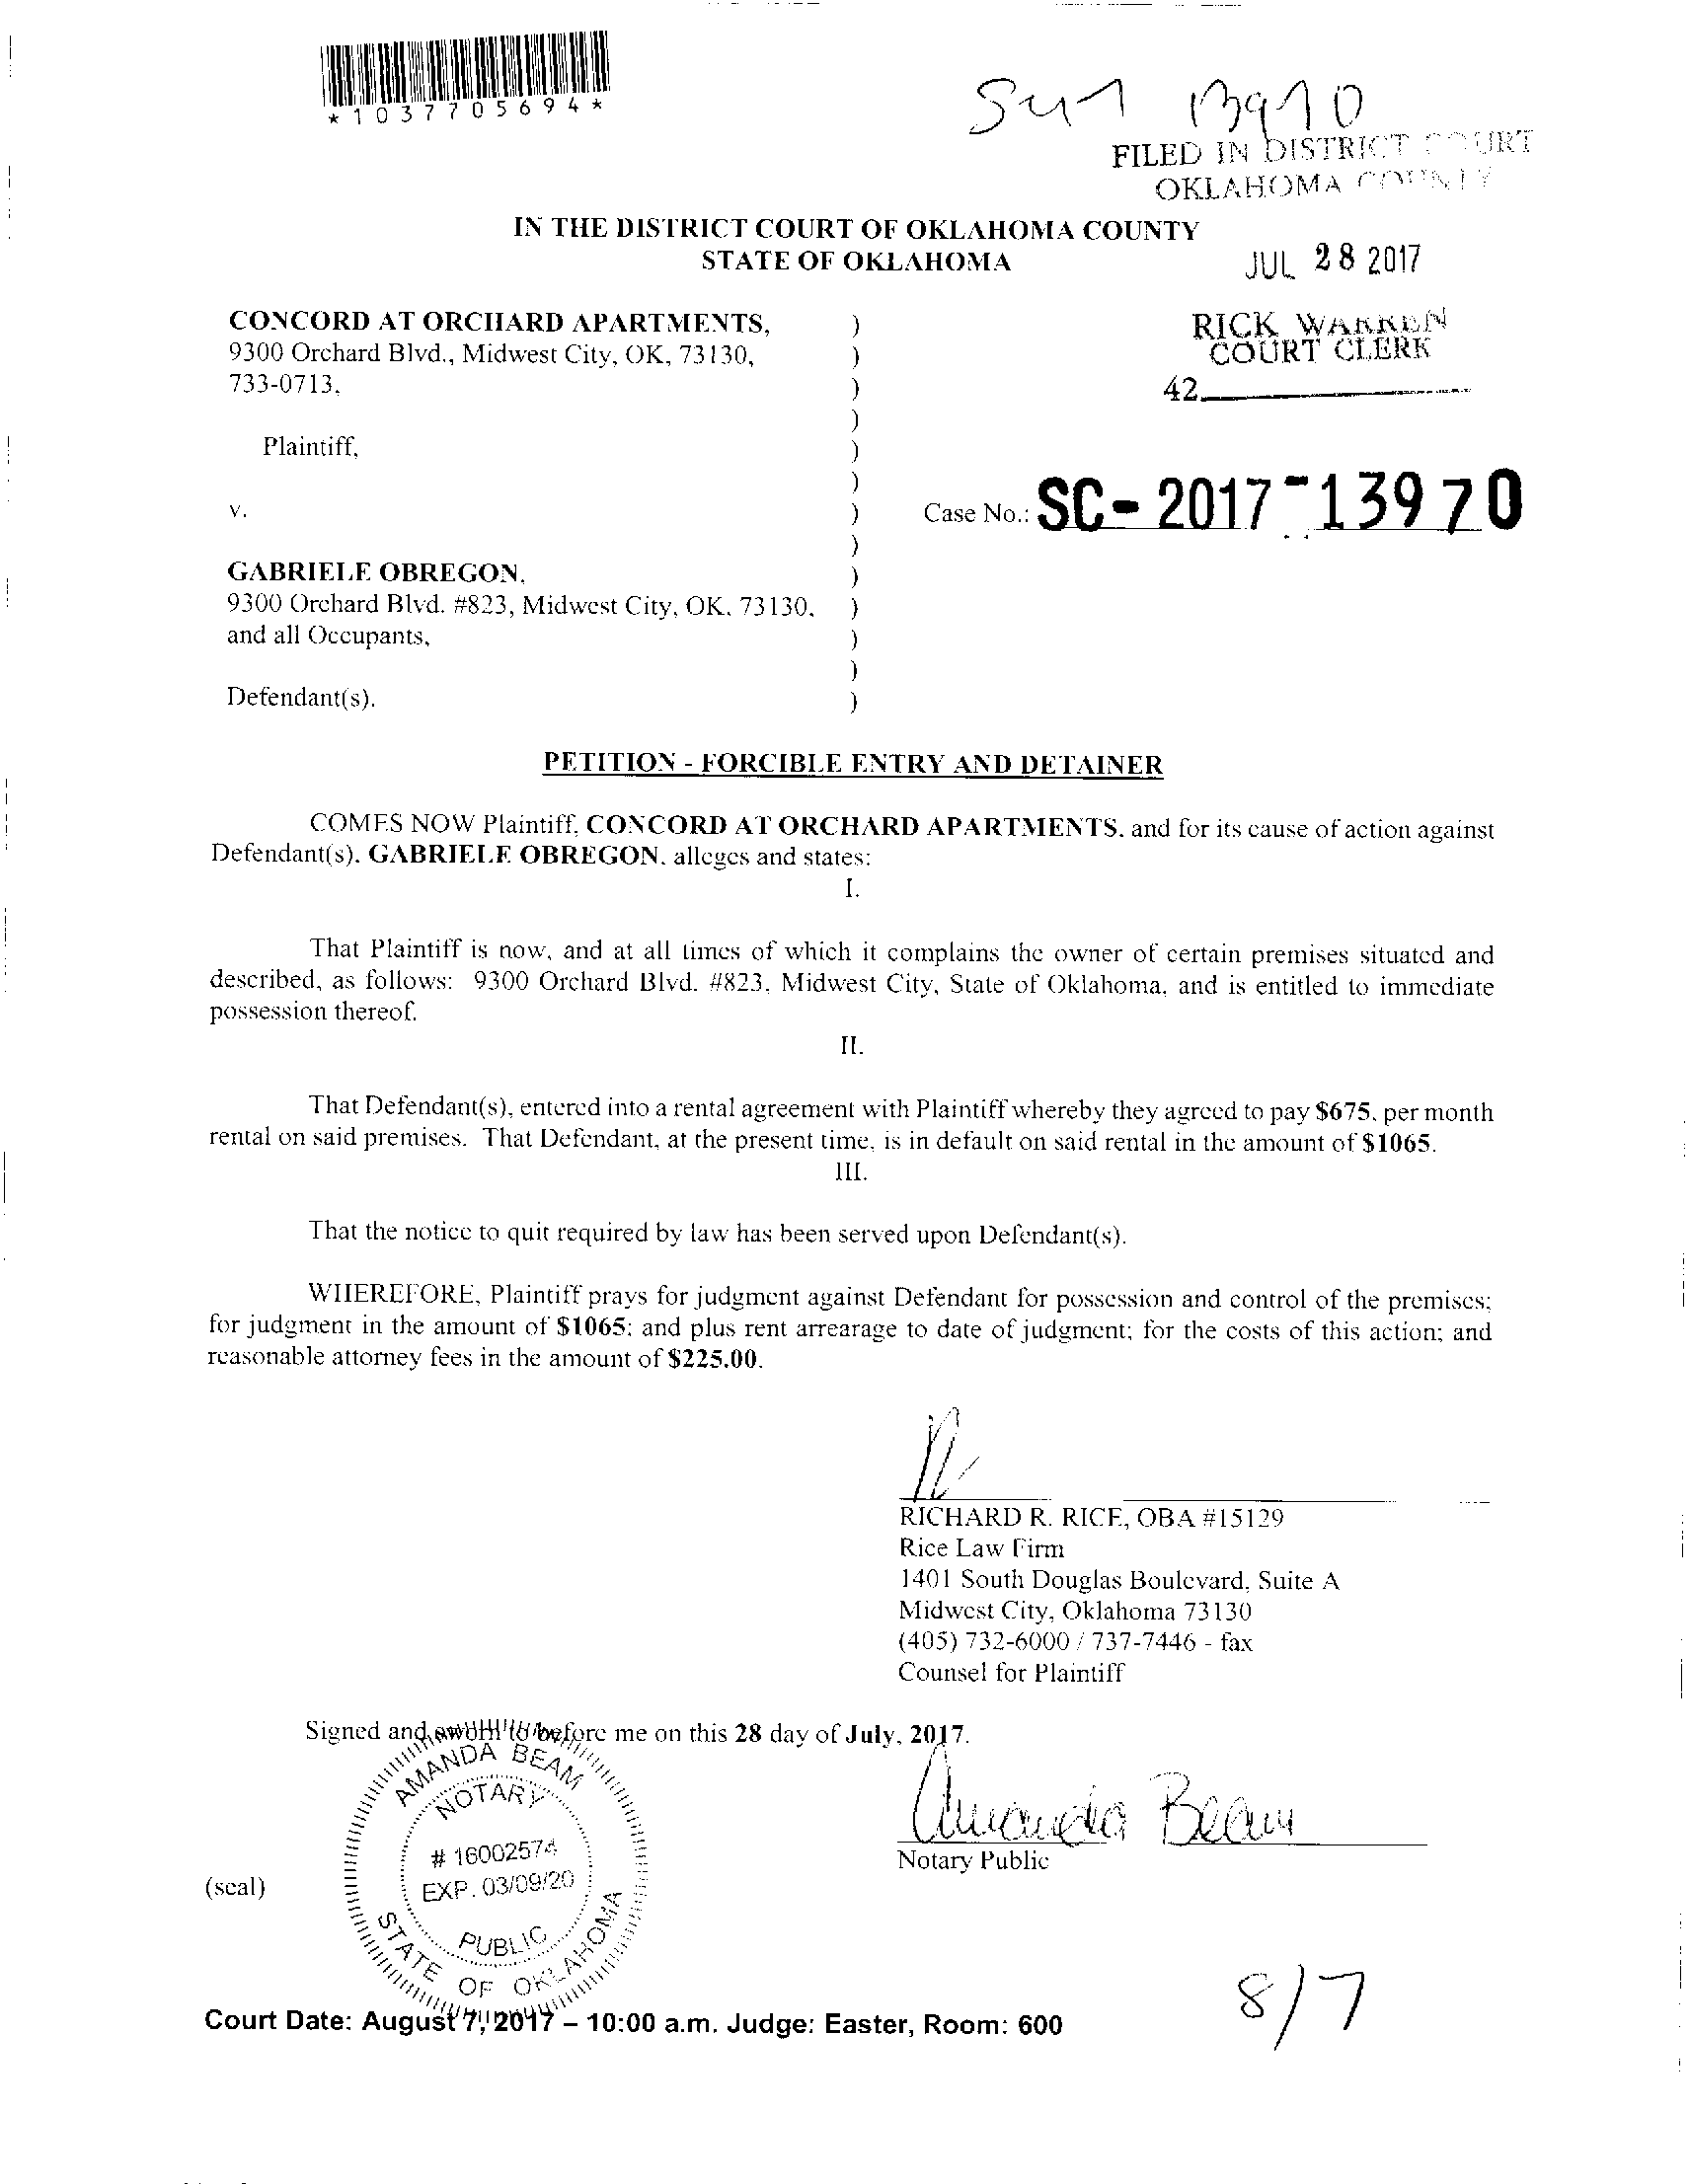 *1037705694*
13970
FILED IN DISTRICT COURT
OKLAHOMA COUNTY
IN THE DISTRICT COURT OF OKLAHOMA COUNTY
STATE OF OKLAHOMA
JUL 28 2017
CONCORD AT ORCHARD APARTMENTS, )
9300 Orchard Blvd., Midwest City, OK, 73130, )
733-0713, )
)
Plaintiff, )
)
v. )
)
GABRIELE OBREGON, )
9300 Orchard Blvd. #823, Midwest City, OK, 73130, )
and all Occupants, )
)
Defendant(s). )
RICK WARREN
COURT CLERK
42
Case No.: SC-2017-13970
PETITION - FORCIBLE ENTRY AND DETAINER
COMES NOW Plaintiff, CONCORD AT ORCHARD APARTMENTS, and for its cause of action against
Defendant(s), GABRIELE OBREGON, alleges and states:
I.
That Plaintiff is now, and at all times of which it complains the owner of certain premises situated and
described, as follows: 9300 Orchard Blvd. #823, Midwest City, State of Oklahoma, and is entitled to immediate
possession thereof.
II.
That Defendant(s), entered into a rental agreement with Plaintiff whereby they agreed to pay $675, per month
rental on said premises. That Defendant, at the present time, is in default on said rental in the amount of $1065.
III.
That the notice to quit required by law has been served upon Defendant(s).
WHEREFORE, Plaintiff prays for judgment against Defendant for possession and control of the premises;
for judgment in the amount of $1065; and plus rent arrearage to date of judgment; for the costs of this action; and
reasonable attorney fees in the amount of $225.00.
RICHARD R. RICE, OBA #15129
Rice Law Firm
1401 South Douglas Boulevard, Suite A
Midwest City, Oklahoma 73130
(405) 732-6000 / 737-7446 - fax
Counsel for Plaintiff
Signed and sworn to before me on this 28 day of July, 2017.
AMANDA BEAM
NOTARY
# 16002574
EXP. 03/09/20
PUBLIC
STATE OF OKLAHOMA
(seal)
Amanda Beam
Notary Public
8/7
Court Date: August 7, 2017 – 10:00 a.m. Judge: Easter, Room: 600